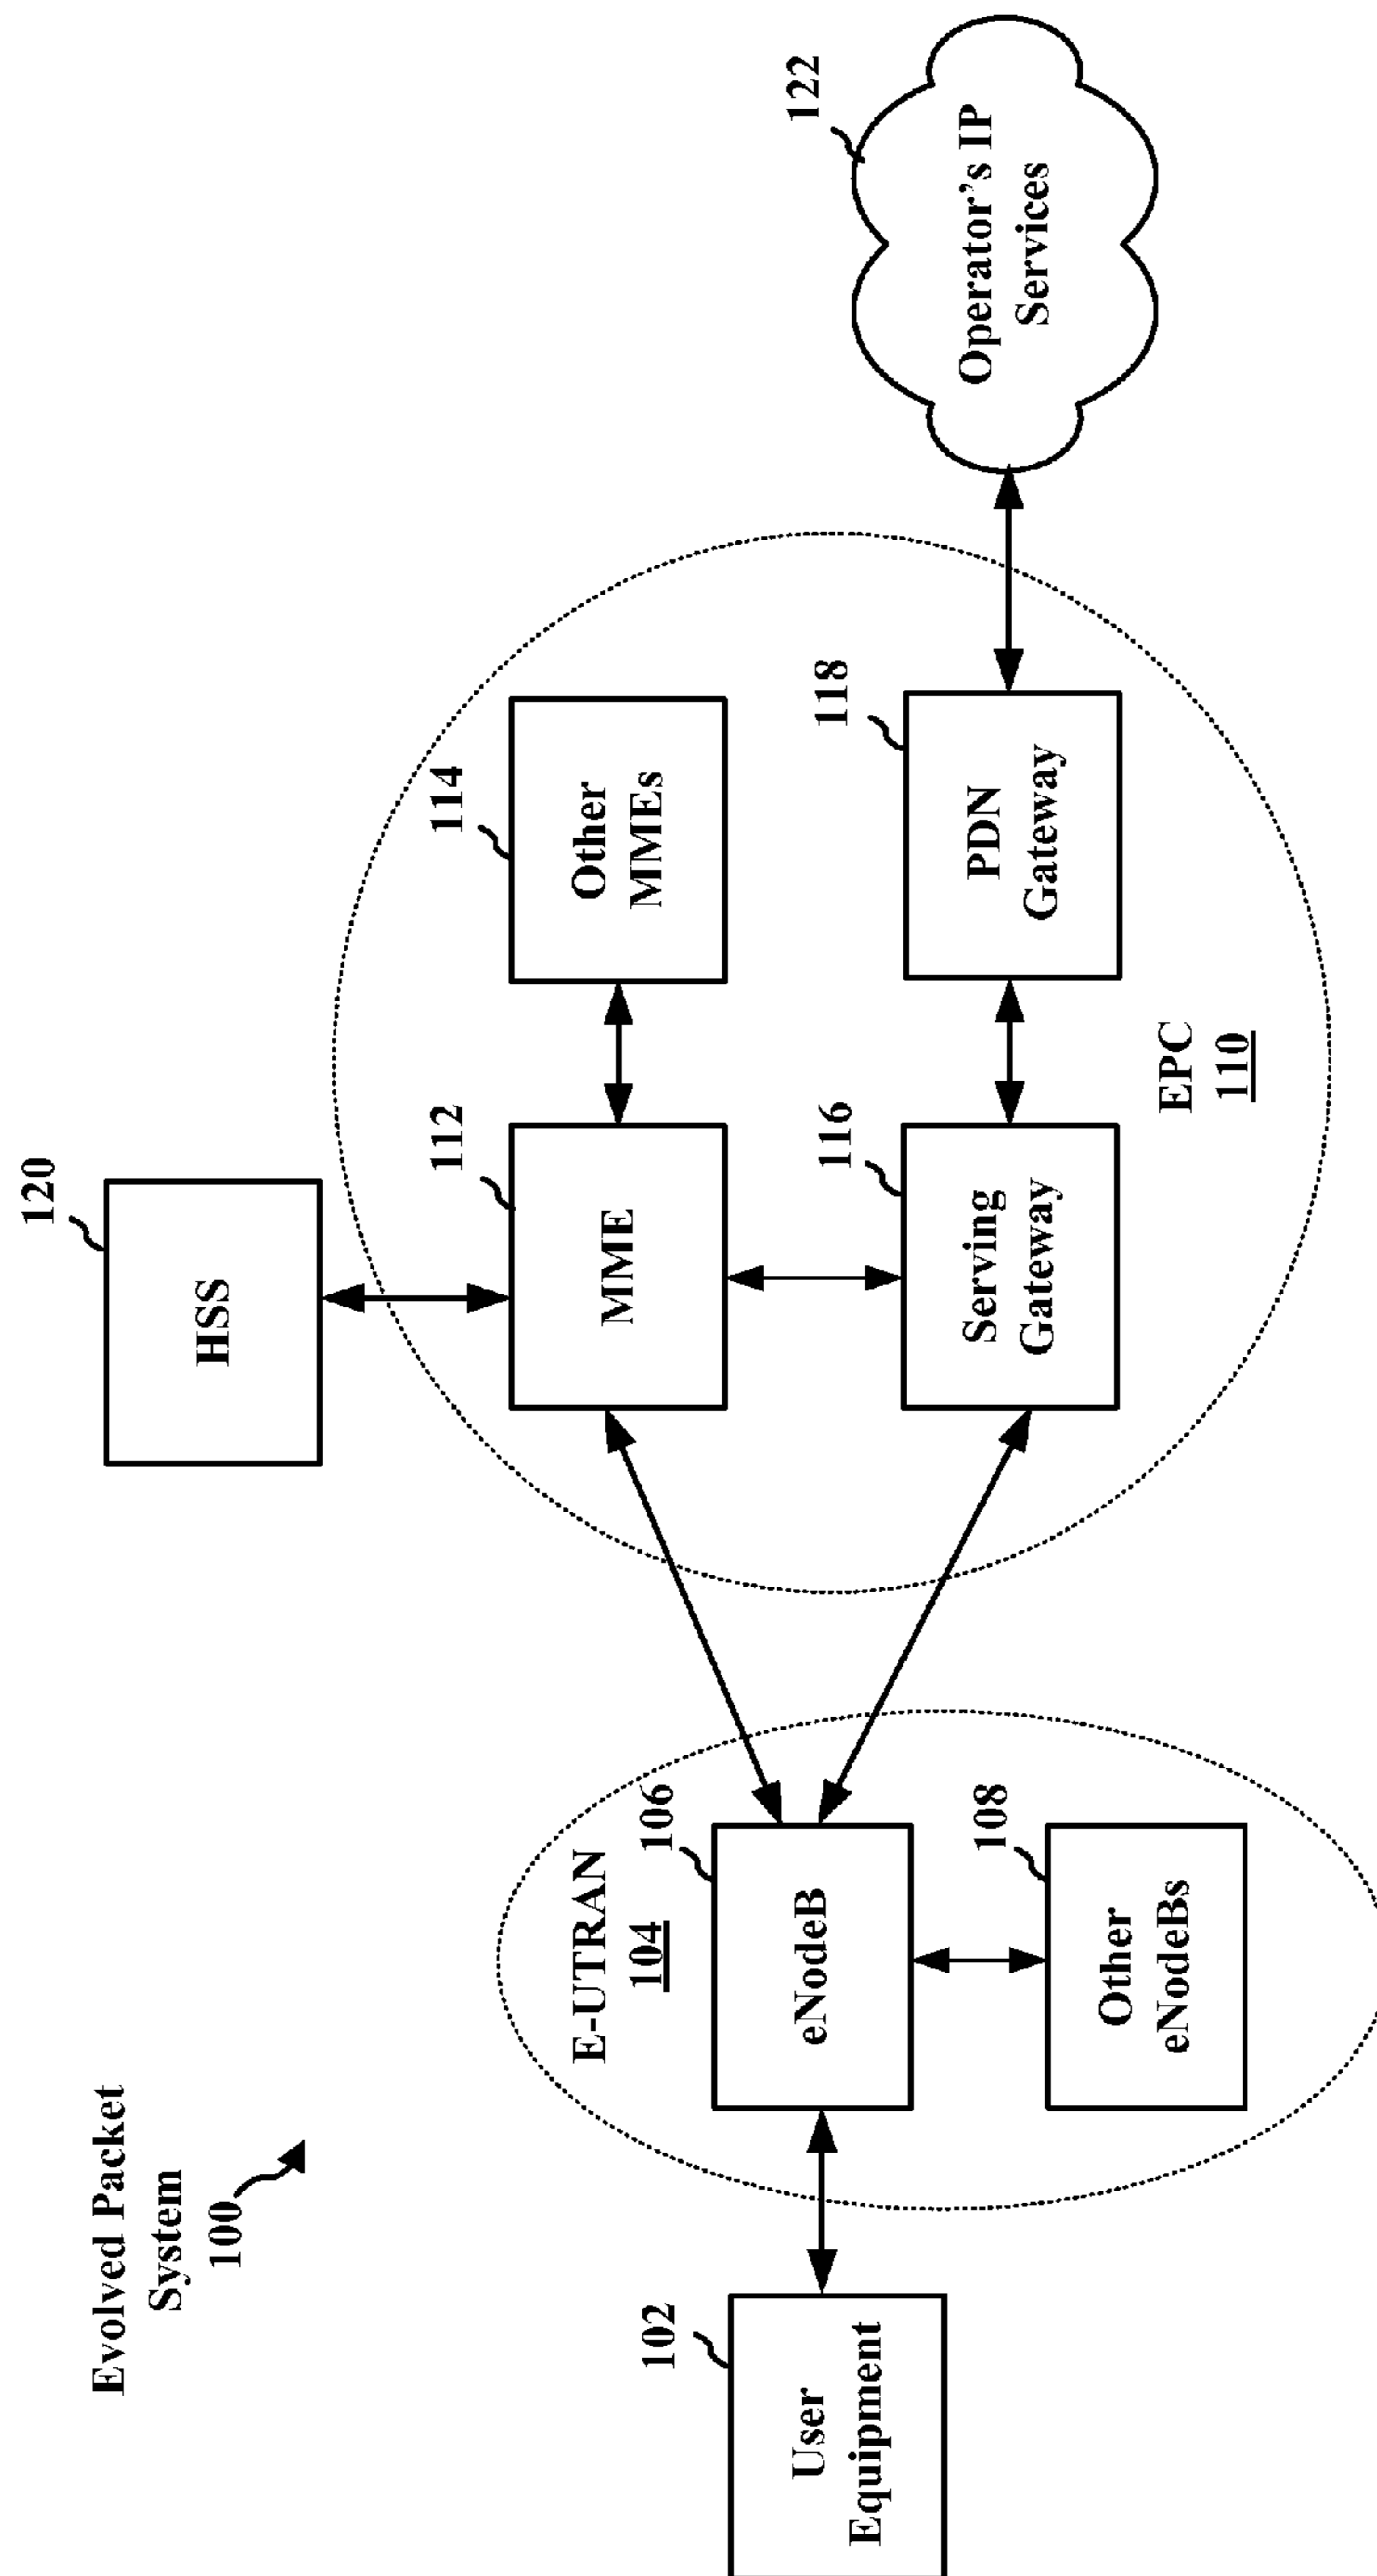 Evolved Packet
System
100
120
HSS
112
MME
114
Other
MMEs
E-UTRAN
104
106
eNodeB
102
User
Equipment
108
Other
eNodeBs
116
Serving
Gateway
118
PDN
Gateway
EPC
110
122
Operator’s IP
Services